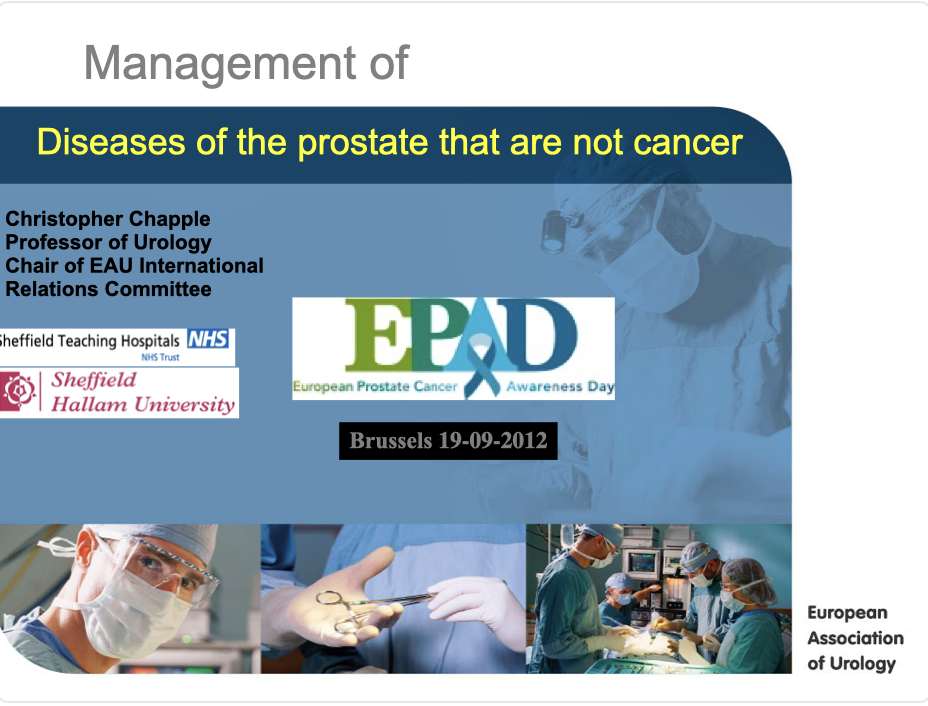 Management of
Diseases of the prostate that are not cancer
Christopher Chapple
Professor of Urology
Chair of EAU International
Relations Committee
Sheffield Teaching Hospitals NHS
NHS Trust
Sheffield
Hallam University
EPAD
European Prostate Cancer Awareness Day
Brussels 19-09-2012
European
Association
of Urology